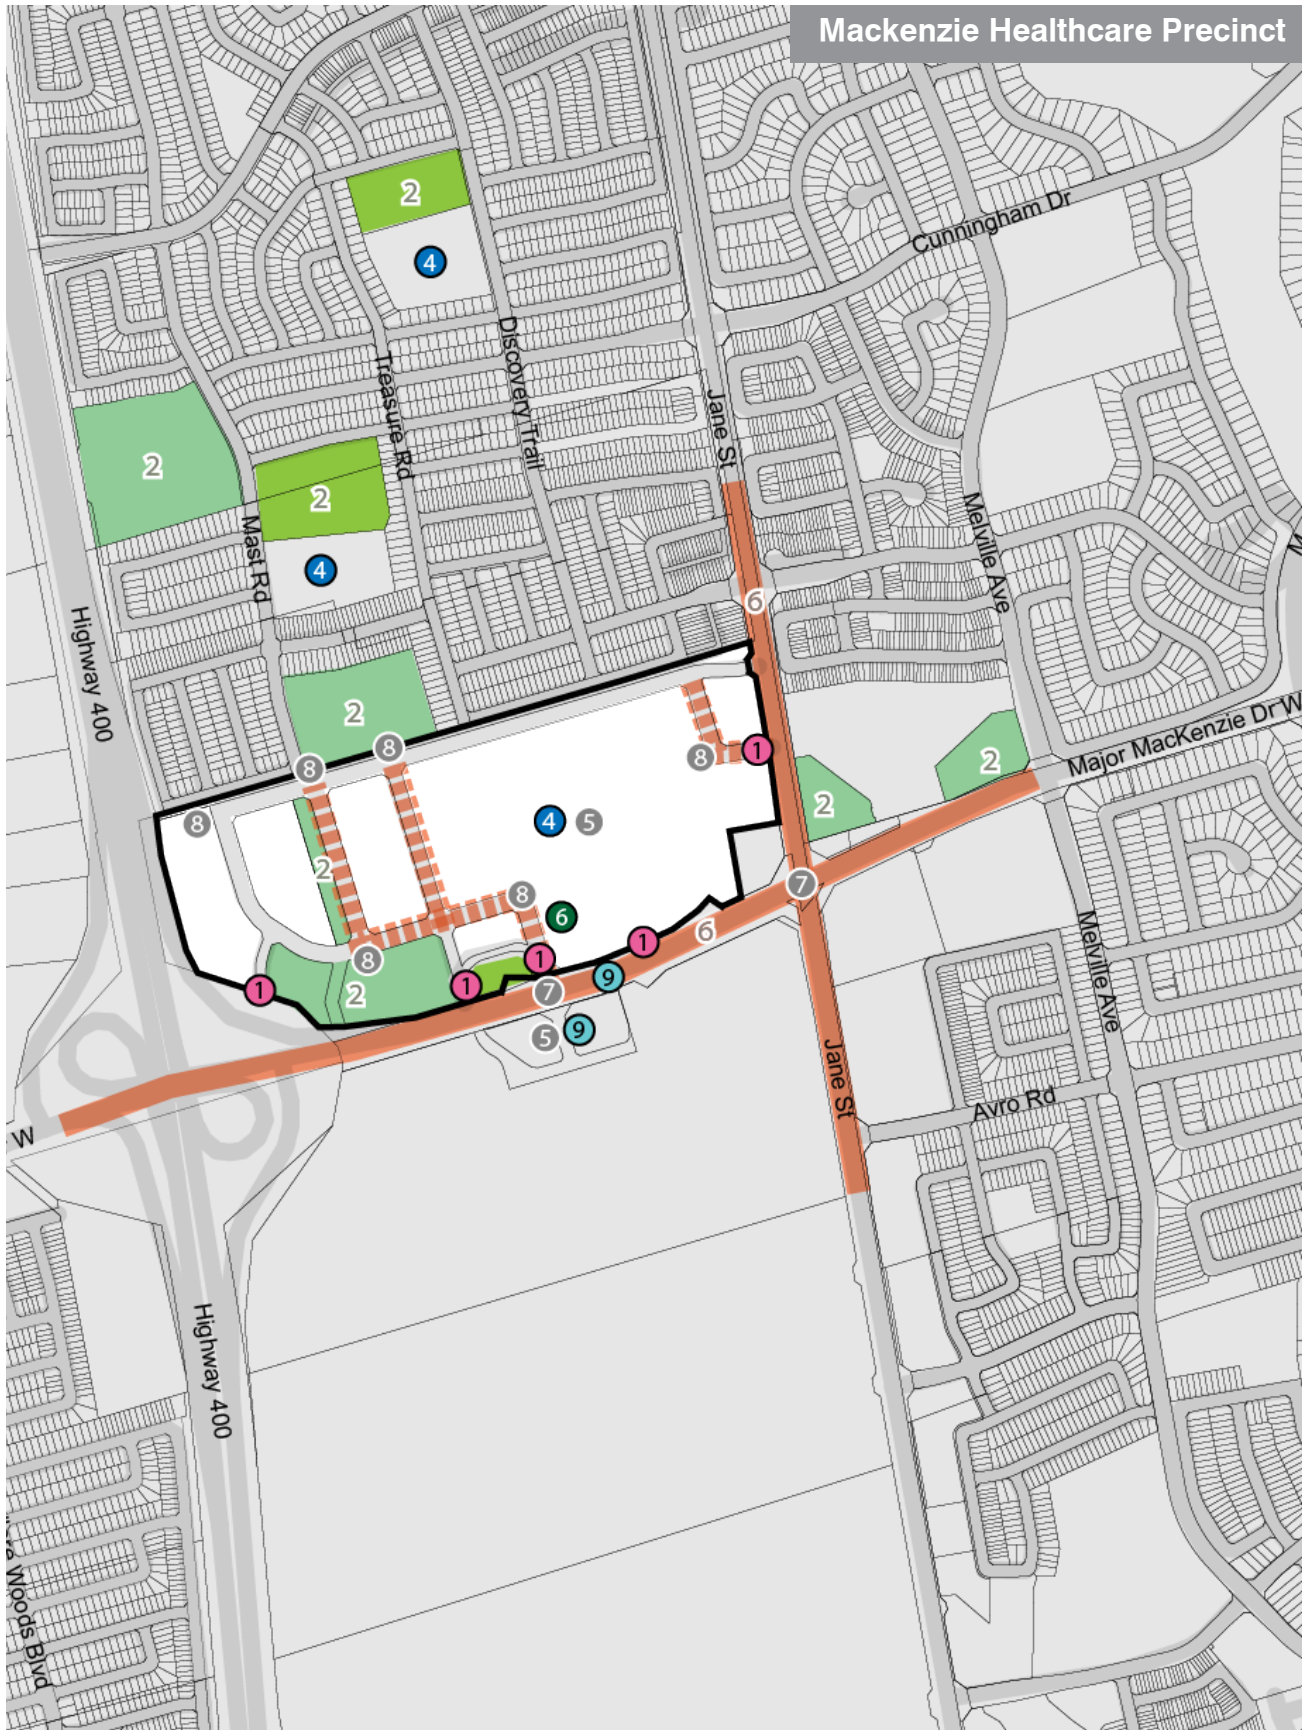 Mackenzie Healthcare Precinct
2
4
Cunningham Dr
Discovery Trail
Treasure Rd
Jane St
2
2
Mast Rd
4
Melville Ave
6
Highway 400
2
8
8
8
1
Major MacKenzie Dr W
2
2
8
4
5
2
7
8
6
6
1
1
8
1
1
2
7
9
9
5
Melville Ave
Jane St
Avro Rd
W
Highway 400
Woods Blvd